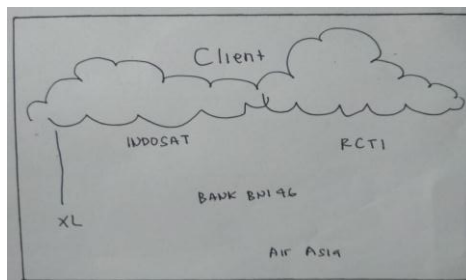 Client
INDOSAT
RCTI
BANK BNI 46
XL
Air Asia